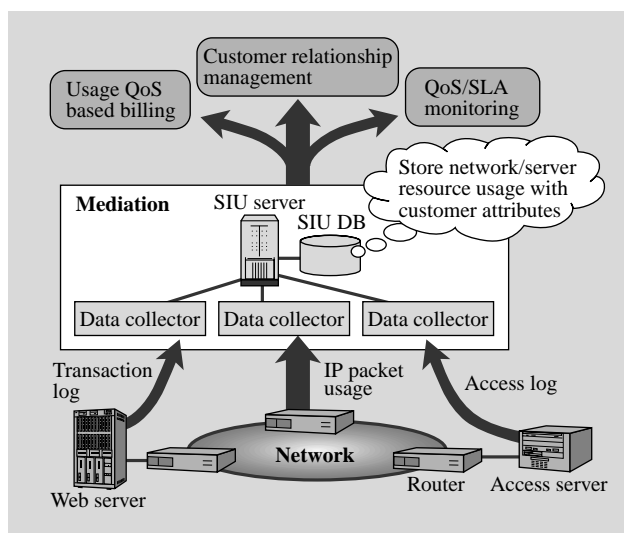 Customer relationship
management
Usage QoS
based billing
QoS/SLA
monitoring
Store network/server
resource usage with
customer attributes
Mediation
SIU server
SIU DB
Data collector
Data collector
Data collector
Transaction
log
IP packet
usage
Access log
Network
Web server
Router
Access server